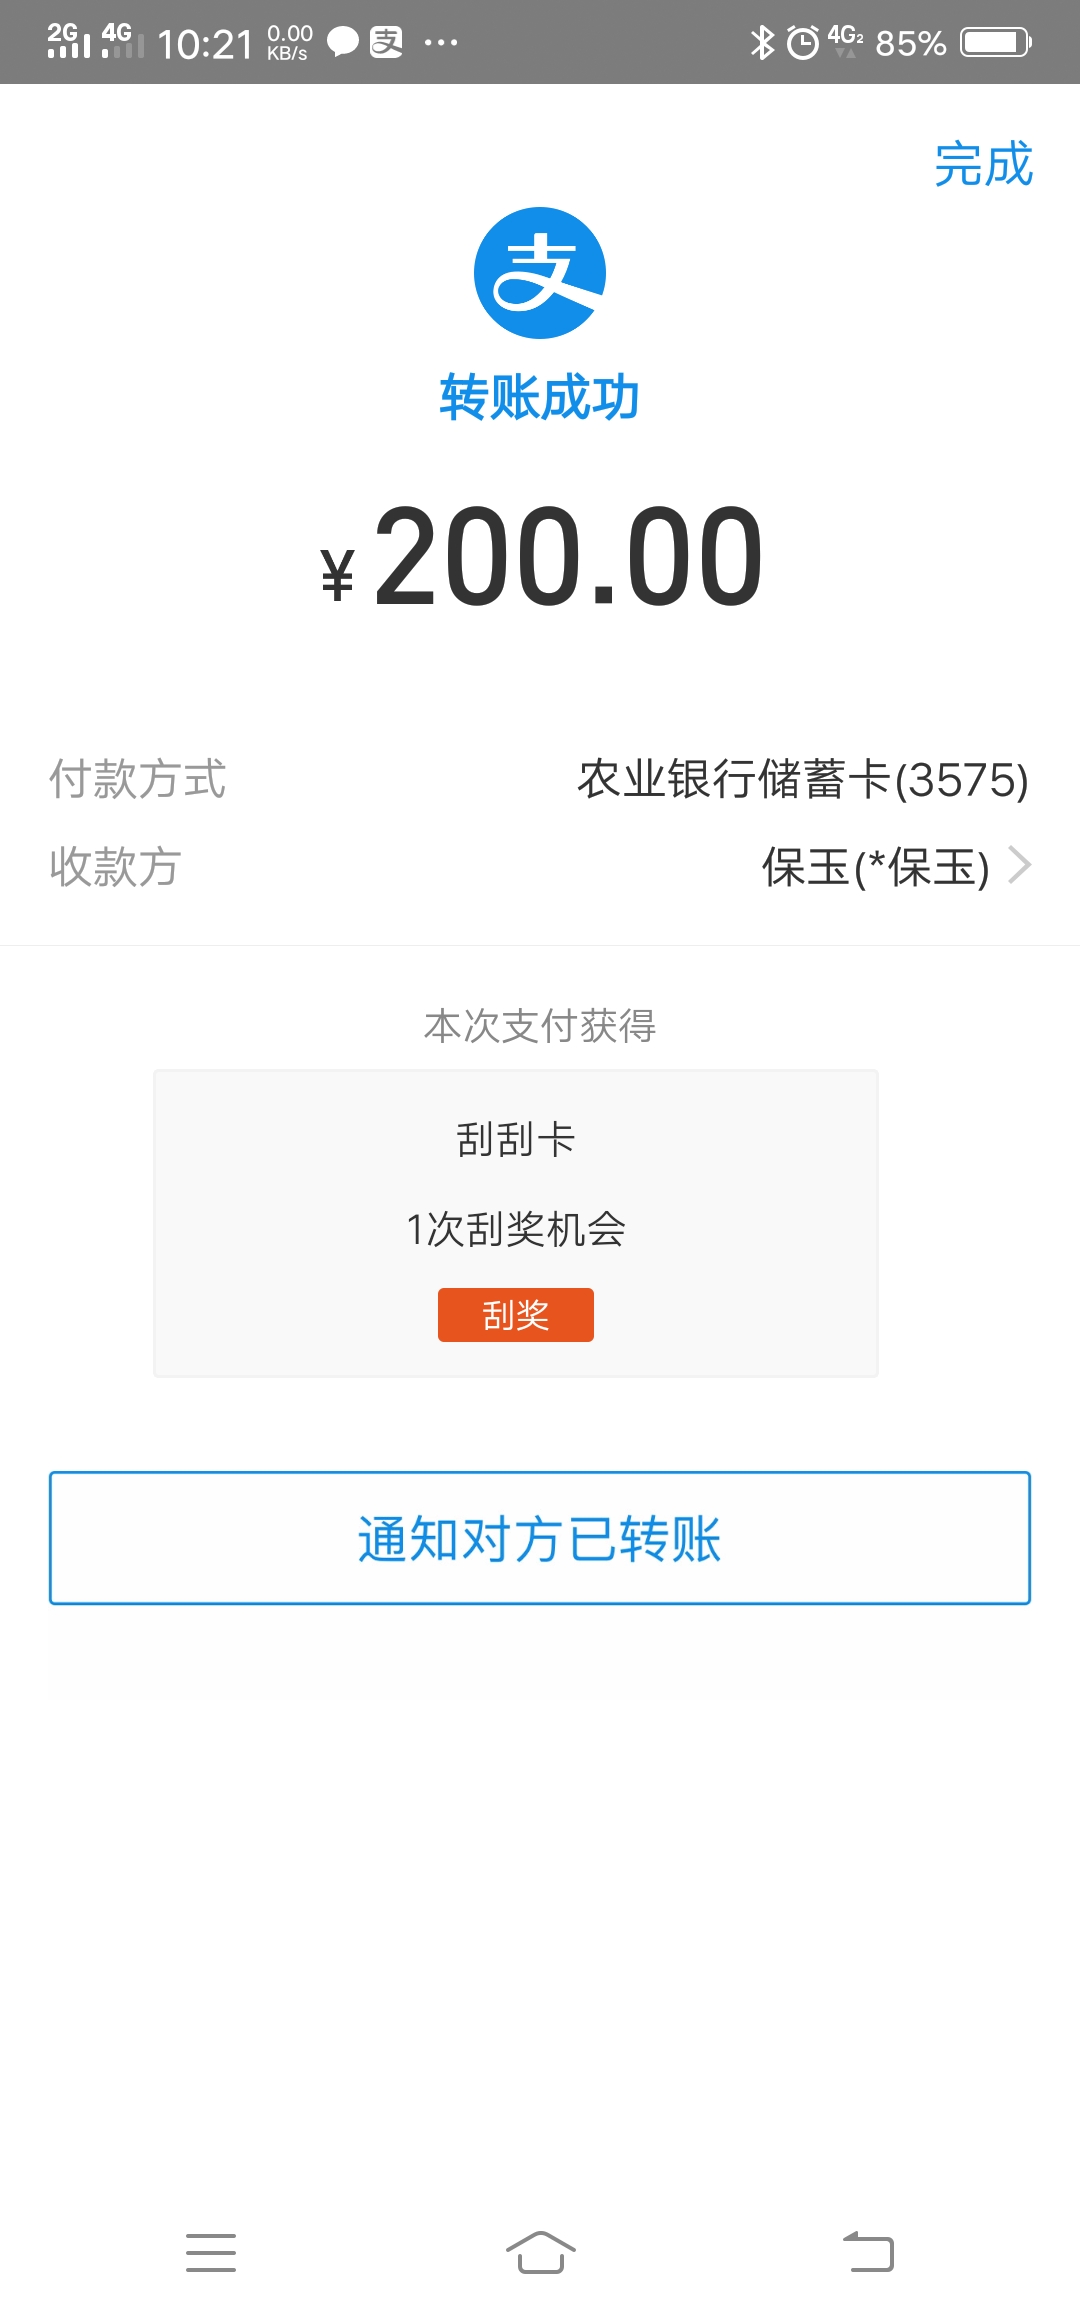 2G 4G 10:21 0.00 KB/s 支 ... 4G2 85%
完成
支
转账成功
¥200.00
付款方式 农业银行储蓄卡(3575)
收款方 保玉(*保玉)
本次支付获得
刮刮卡
1次刮奖机会
刮奖
通知对方已转账